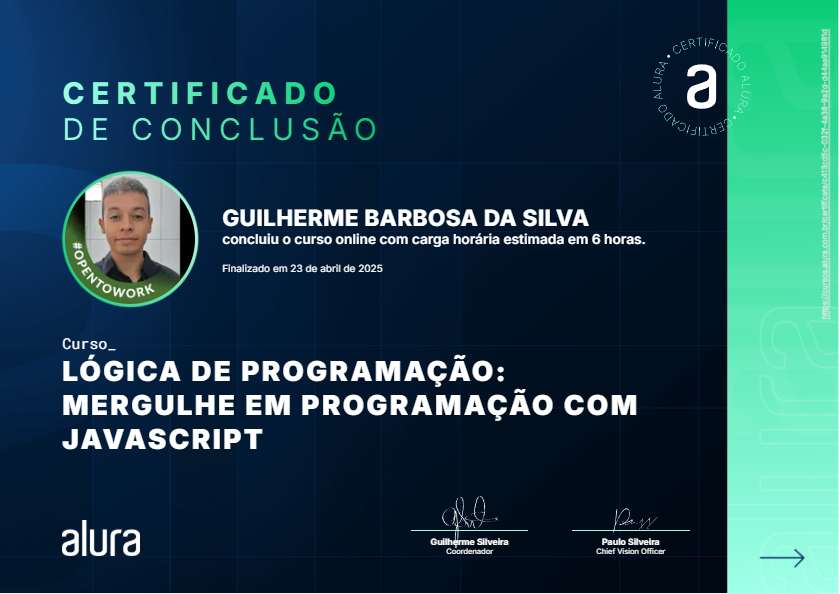 CERTIFICADO
DE CONCLUSÃO
CERTIFICADO ALURA • CERTIFICADO ALURA •
a
#OPENTOWORK
GUILHERME BARBOSA DA SILVA
concluiu o curso online com carga horária estimada em 6 horas.
Finalizado em 23 de abril de 2025
Curso_
LÓGICA DE PROGRAMAÇÃO:
MERGULHE EM PROGRAMAÇÃO COM
JAVASCRIPT
alura
Guilherme Silveira
Coordenador
Paulo Silveira
Chief Vision Officer
alura